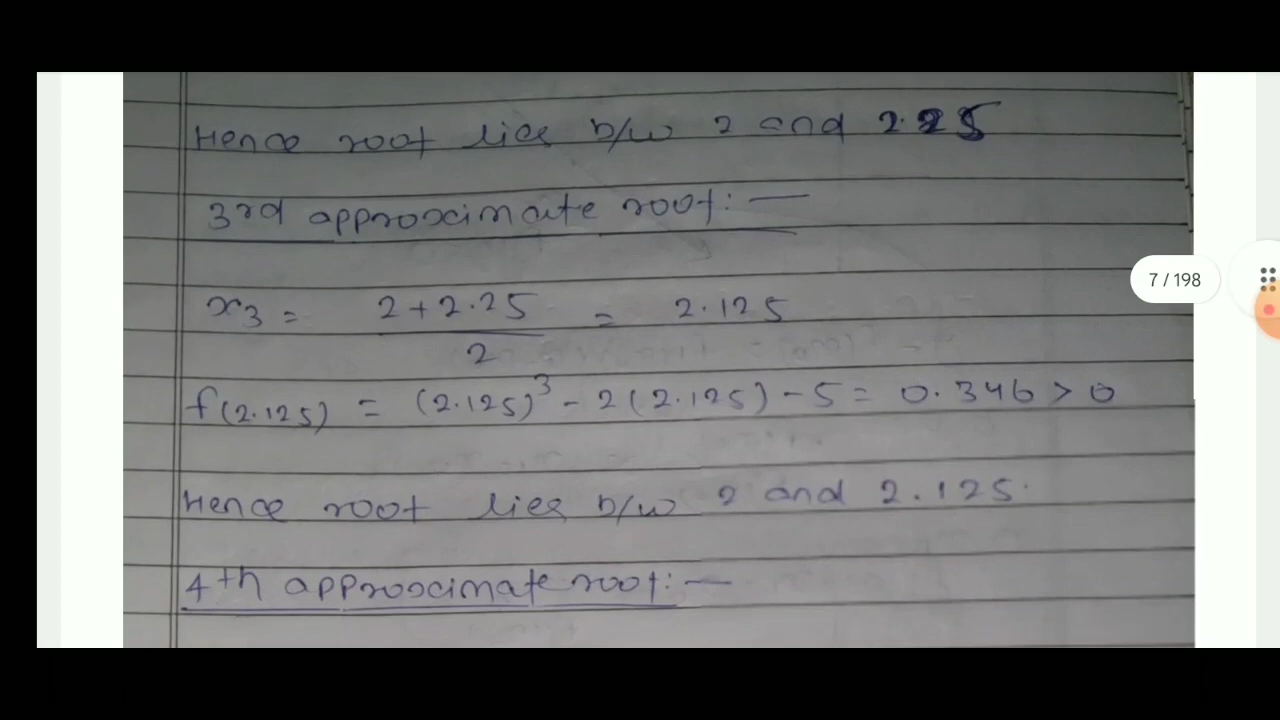 Hence root lies b/w 2 and 2.25
3rd approximate root: —
x3 = 2 + 2.25 / 2 = 2.125
7 / 198
f(2.125) = (2.125)³ - 2(2.125) - 5 = 0.346 > 0
Hence root lies b/w 2 and 2.125.
4th approximate root: —